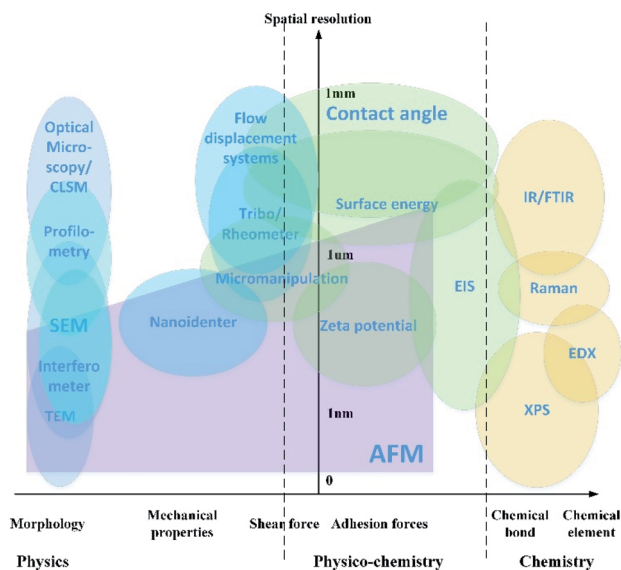 Spatial resolution
1mm
Optical
Micro-
scopy/
CLSM
Flow
displacement
systems
Contact angle
Tribo/
Rheometer
Surface energy
IR/FTIR
Profilo-
metry
1um
Micromanipulation
EIS
Raman
SEM
Nanoidenter
Zeta potential
EDX
Interfero
meter
TEM
1nm
XPS
AFM
0
Morphology
Mechanical
properties
Shear force
Adhesion forces
Chemical
bond
Chemical
element
Physics
Physico-chemistry
Chemistry